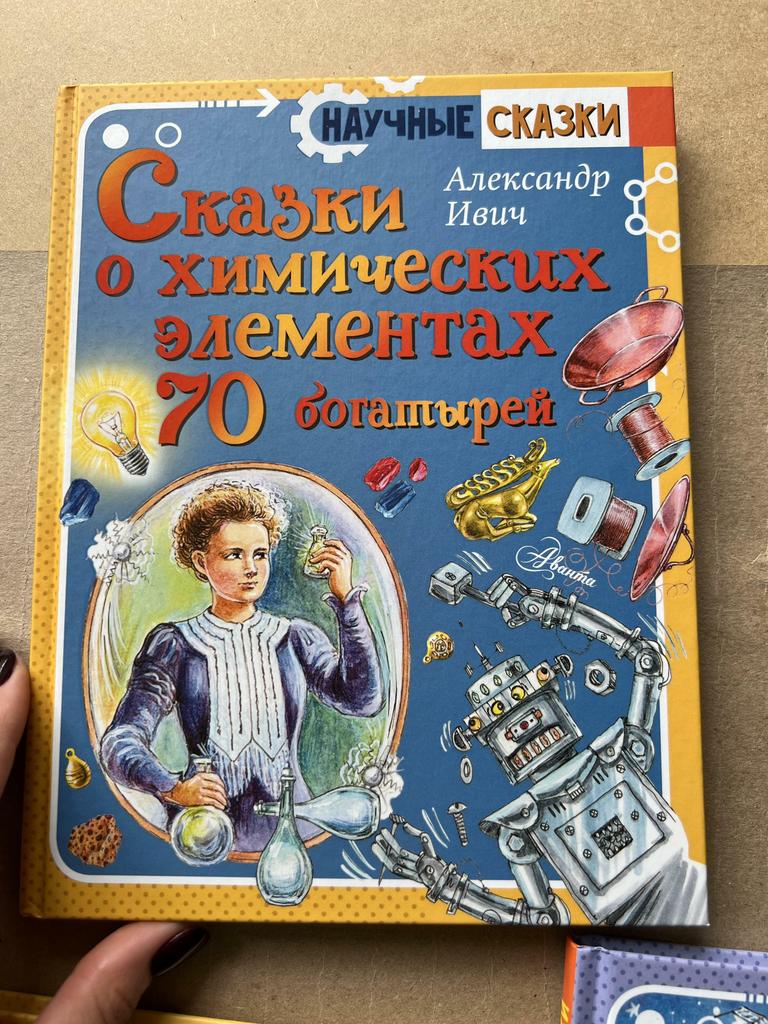 НАУЧНЫЕ СКАЗКИ
Александр
Ивич
Сказки
о химических
элементах
70 богатырей
Аванта